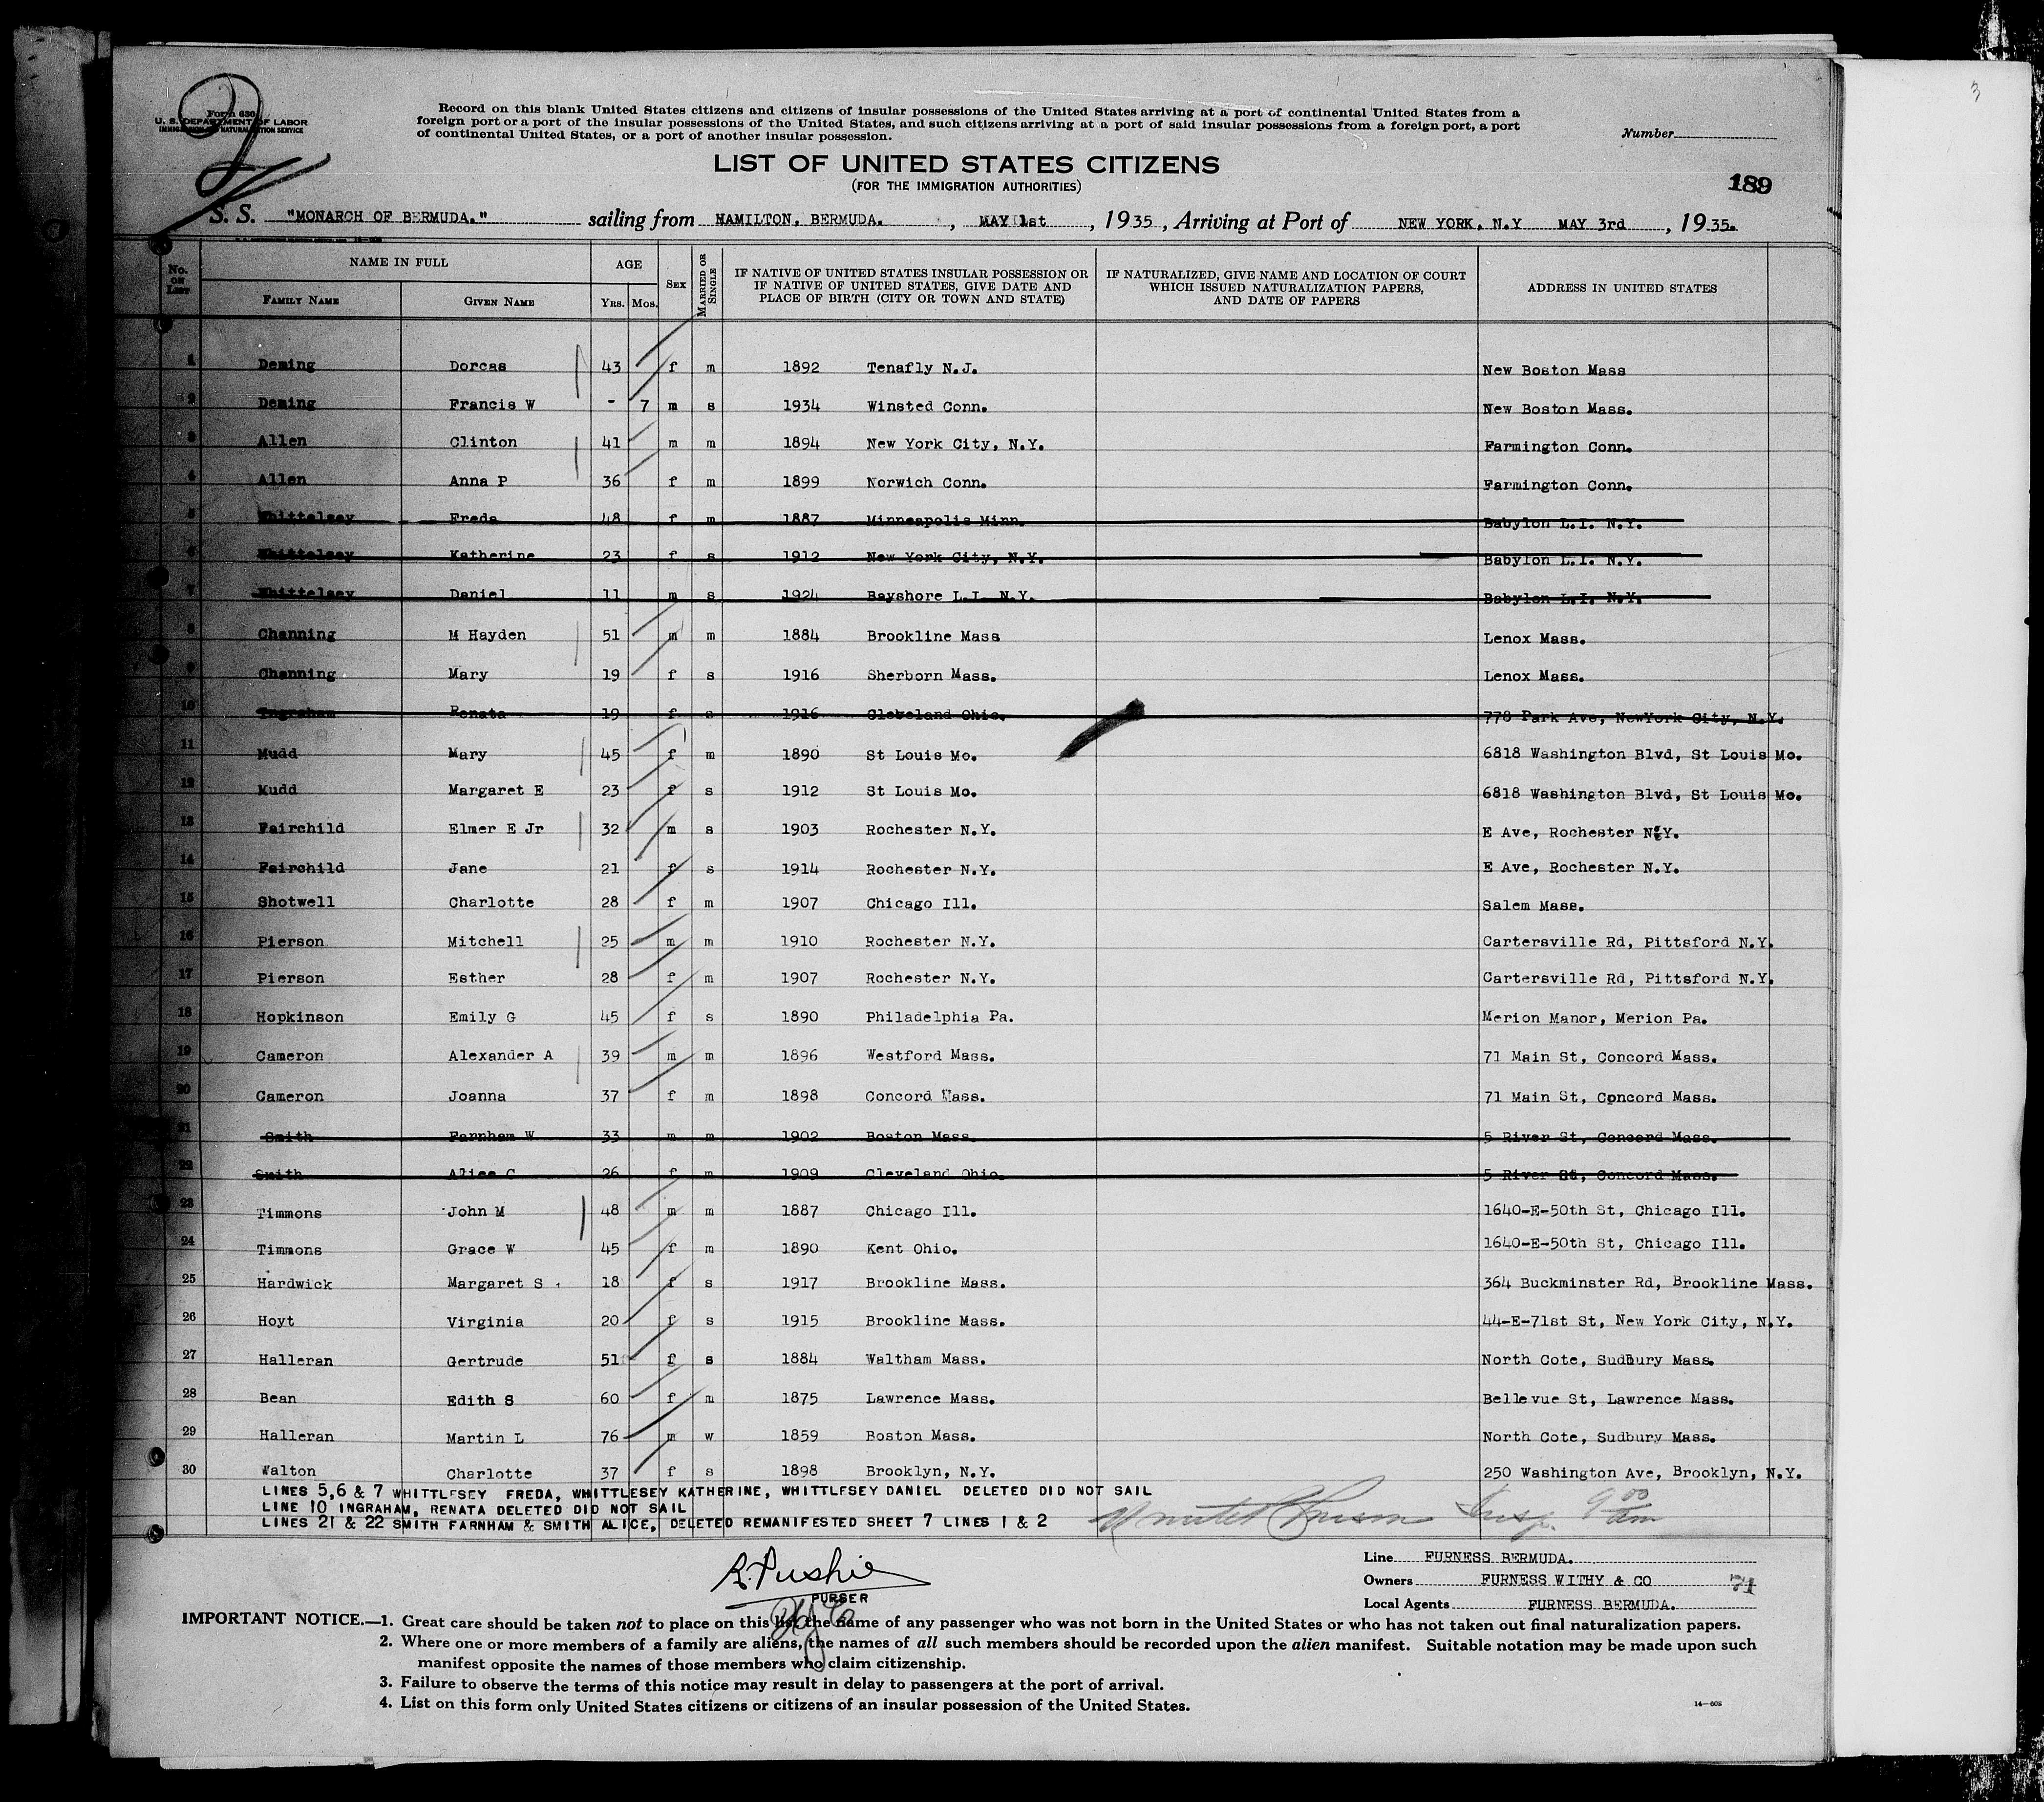 3
Form 630
U. S. DEPARTMENT OF LABOR
IMMIGRATION AND NATURALIZATION SERVICE
2
Record on this blank United States citizens and citizens of insular possessions of the United States arriving at a port of continental United States from a
foreign port or a port of the insular possessions of the United States, and such citizens arriving at a port of said insular possessions from a foreign port, a port
of continental United States, or a port of another insular possession.
Number
LIST OF UNITED STATES CITIZENS
(FOR THE IMMIGRATION AUTHORITIES)
189
S. S. "MONARCH OF BERMUDA." sailing from HAMILTON, BERMUDA. , MAY 1st , 1935 , Arriving at Port of NEW YORK, N.Y MAY 3rd , 1935.
No. on List NAME IN FULL AGE Sex Married or Single IF NATIVE OF UNITED STATES INSULAR POSSESSION OR IF NATIVE OF UNITED STATES, GIVE DATE AND PLACE OF BIRTH (CITY OR TOWN AND STATE) IF NATURALIZED, GIVE NAME AND LOCATION OF COURT WHICH ISSUED NATURALIZATION PAPERS, AND DATE OF PAPERS ADDRESS IN UNITED STATES
Family Name Given Name Yrs. Mos.
1 Deming Dorcas 43 f m 1892 Tenafly N.J. New Boston Mass
2 Deming Francis W - 7 m s 1934 Winsted Conn. New Boston Mass.
3 Allen Clinton 41 m m 1894 New York City, N.Y. Farmington Conn.
4 Allen Anna P 36 f m 1899 Norwich Conn. Farmington Conn.
5 Whittelsey Freda 48 f m 1887 Minneapolis Minn. Babylon L.I. N.Y.
6 Whittelsey Katherine 23 f s 1912 New York City, N.Y. Babylon L.I. N.Y.
7 Whittelsey Daniel 11 m s 1924 Bayshore L.I. N.Y. Babylon L.I. N.Y.
8 Channing M Hayden 51 m m 1884 Brookline Mass Lenox Mass.
9 Channing Mary 19 f s 1916 Sherborn Mass. Lenox Mass.
10 Ingraham Renata 19 f s 1916 Cleveland Ohio. 778 Park Ave, NewYork City, N.Y.
11 Mudd Mary 45 f m 1890 St Louis Mo. 6818 Washington Blvd, St Louis Mo.
12 Mudd Margaret E 23 f s 1912 St Louis Mo. 6818 Washington Blvd, St Louis Mo.
13 Fairchild Elmer E Jr 32 m s 1903 Rochester N.Y. E Ave, Rochester N.Y.
14 Fairchild Jane 21 f s 1914 Rochester N.Y. E Ave, Rochester N.Y.
15 Shotwell Charlotte 28 f m 1907 Chicago Ill. Salem Mass.
16 Pierson Mitchell 25 m m 1910 Rochester N.Y. Cartersville Rd, Pittsford N.Y.
17 Pierson Esther 28 f m 1907 Rochester N.Y. Cartersville Rd, Pittsford N.Y.
18 Hopkinson Emily G 45 f s 1890 Philadelphia Pa. Merion Manor, Merion Pa.
19 Cameron Alexander A 39 m m 1896 Westford Mass. 71 Main St, Concord Mass.
20 Cameron Joanna 37 f m 1898 Concord Mass. 71 Main St, Concord Mass.
21 Smith Farnham W 33 m m 1902 Boston Mass. 5 River St, Concord Mass.
22 Smith Alice C 26 f m 1909 Cleveland Ohio. 5 River St, Concord Mass.
23 Timmons John M 48 m m 1887 Chicago Ill. 1640-E-50th St, Chicago Ill.
24 Timmons Grace W 45 f m 1890 Kent Ohio. 1640-E-50th St, Chicago Ill.
25 Hardwick Margaret S 18 f s 1917 Brookline Mass. 364 Buckminster Rd, Brookline Mass.
26 Hoyt Virginia 20 f s 1915 Brookline Mass. 44-E-71st St, New York City, N.Y.
27 Halleran Gertrude 51 f s 1884 Waltham Mass. North Cote, Sudbury Mass.
28 Bean Edith S 60 f m 1875 Lawrence Mass. Bellevue St, Lawrence Mass.
29 Halleran Martin L 76 m w 1859 Boston Mass. North Cote, Sudbury Mass.
30 Walton Charlotte 37 f s 1898 Brooklyn, N.Y. 250 Washington Ave, Brooklyn, N.Y.
LINES 5,6 & 7 WHITTLESEY FREDA, WHITTLESEY KATHERINE, WHITTLESEY DANIEL DELETED DID NOT SAIL
LINE 10 INGRAHAM, RENATA DELETED DID NOT SAIL
LINES 21 & 22 SMITH FARNHAM & SMITH ALICE, DELETED REMANIFESTED SHEET 7 LINES 1 & 2
Insp. 9 00 am
R. Pushie
PURSER
Line FURNESS BERMUDA.
Owners FURNESS WITHY & CO 71
Local Agents FURNESS BERMUDA.
IMPORTANT NOTICE.—1. Great care should be taken not to place on this list the name of any passenger who was not born in the United States or who has not taken out final naturalization papers.
2. Where one or more members of a family are aliens, the names of all such members should be recorded upon the alien manifest. Suitable notation may be made upon such
manifest opposite the names of those members who claim citizenship.
3. Failure to observe the terms of this notice may result in delay to passengers at the port of arrival.
4. List on this form only United States citizens or citizens of an insular possession of the United States.
14—608